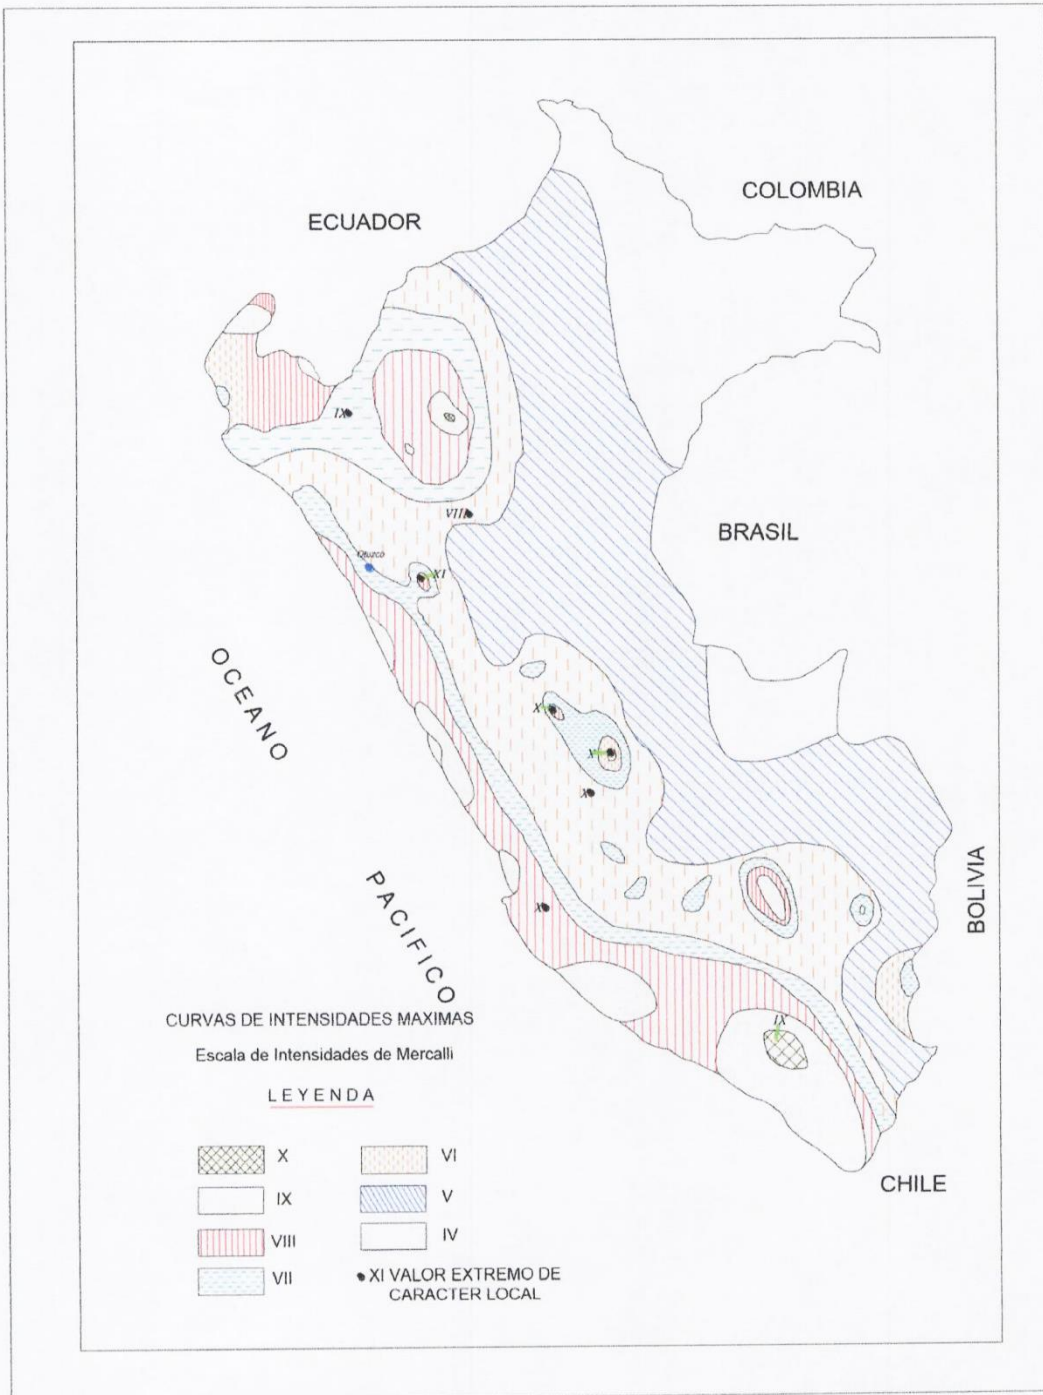 COLOMBIA
ECUADOR
IX
BRASIL
VIII
Otuzco
XI
OCEANO
X
X
X
PACIFICO
X
BOLIVIA
IX
CURVAS DE INTENSIDADES MAXIMAS
Escala de Intensidades de Mercalli
LEYENDA
X
VI
IX
V
VIII
IV
VII
XI VALOR EXTREMO DE
CARACTER LOCAL
CHILE